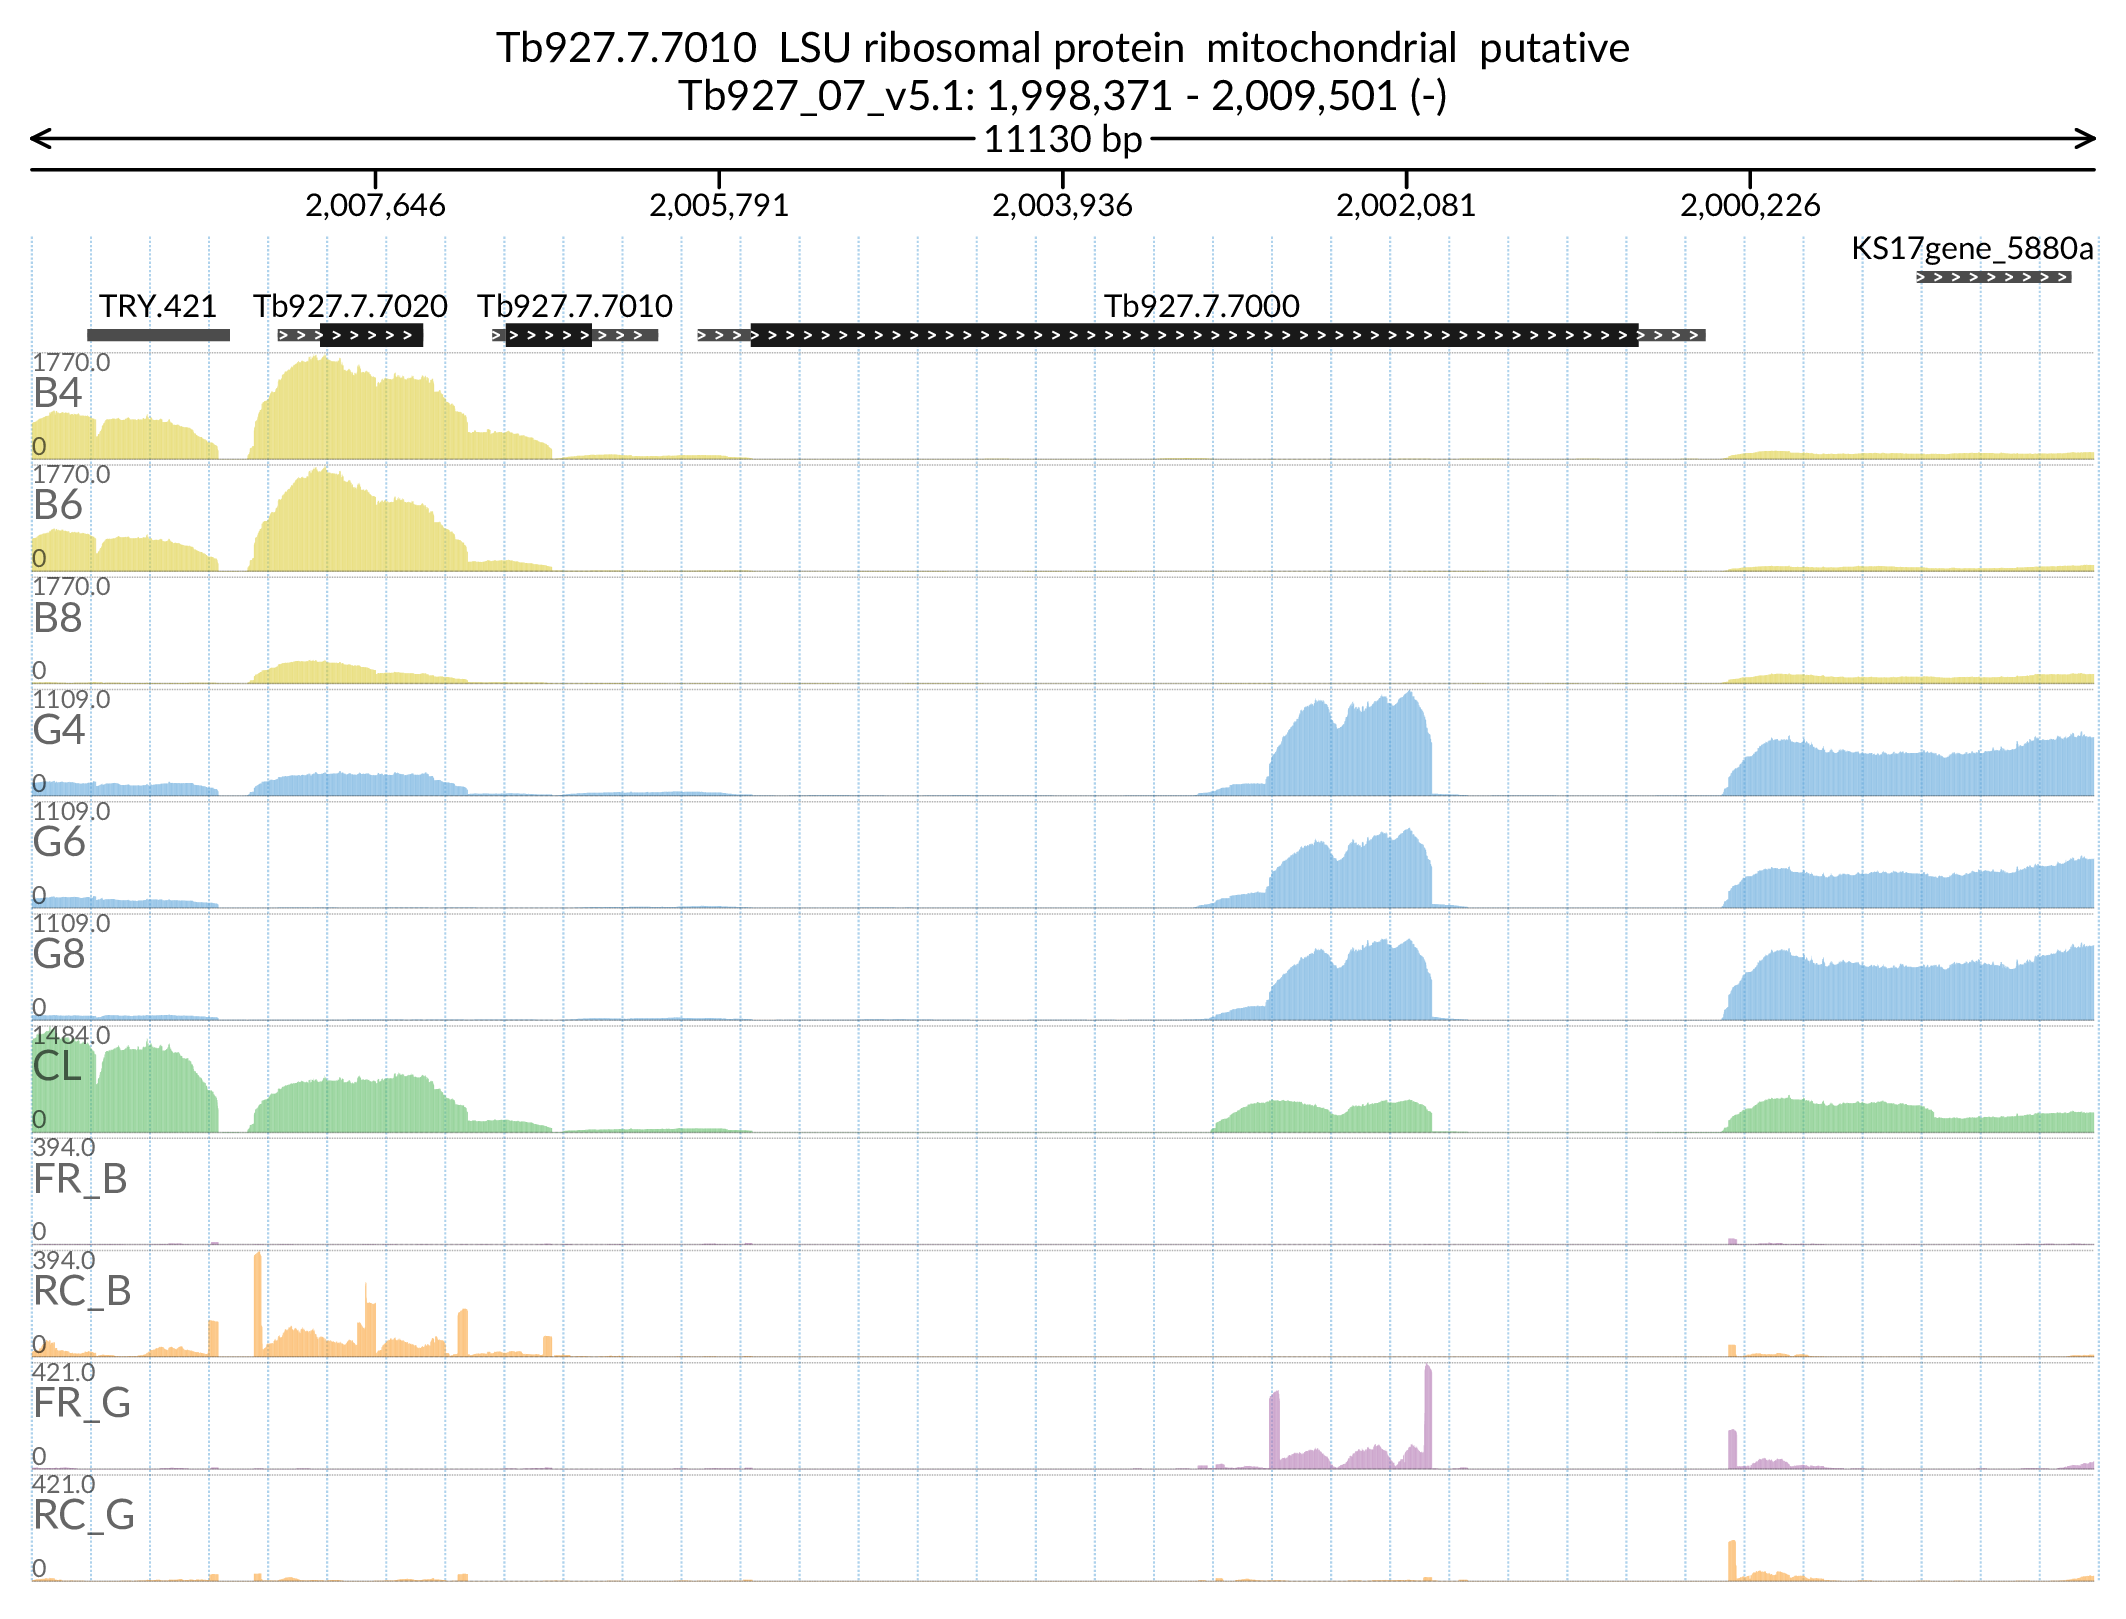 Tb927.7.7010 LSU ribosomal protein mitochondrial putative
Tb927_07_v5.1: 1,998,371 - 2,009,501 (-)
11130 bp
2,007,646 2,005,791 2,003,936 2,002,081 2,000,226
KS17gene_5880a
TRY.421 Tb927.7.7020 Tb927.7.7010 Tb927.7.7000
1770.0
B4
0
1770.0
B6
0
1770.0
B8
0
1109.0
G4
0
1109.0
G6
0
1109.0
G8
0
1484.0
CL
0
394.0
FR_B
0
394.0
RC_B
0
421.0
FR_G
0
421.0
RC_G
0